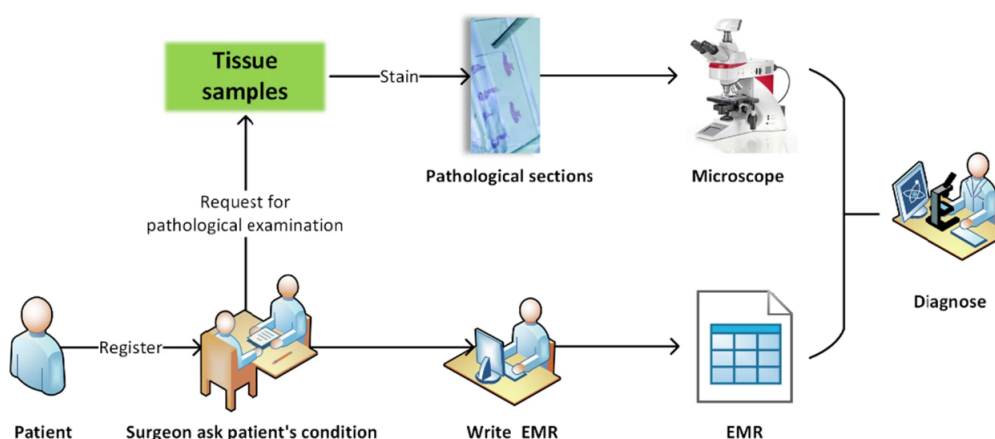 Tissue
samples
Stain
Pathological sections
Microscope
Request for
pathological examination
Diagnose
Register
Patient
Surgeon ask patient's condition
Write EMR
EMR